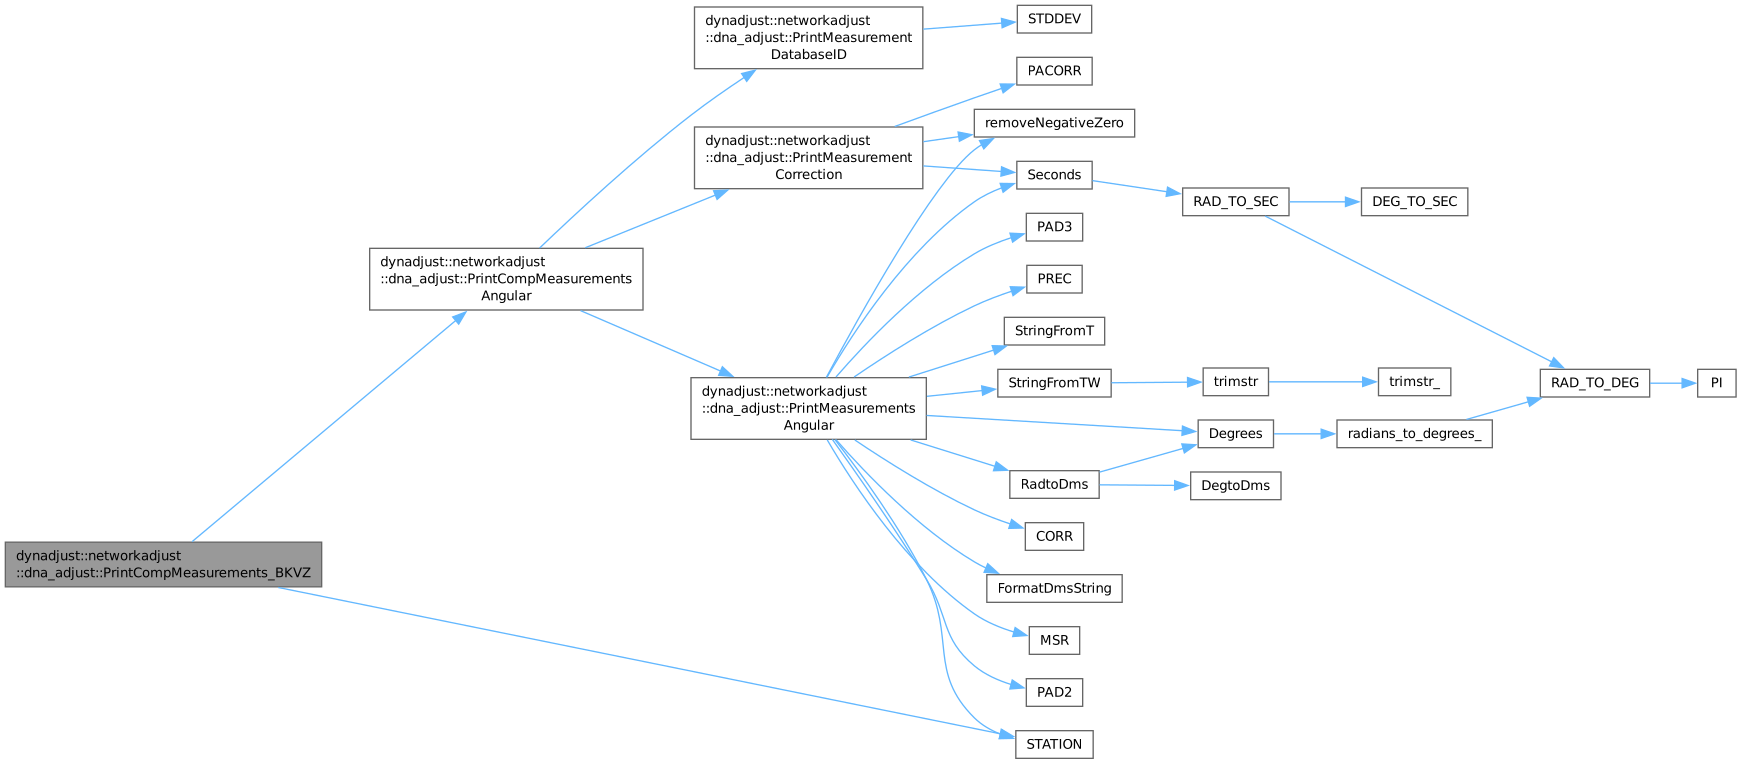 dynadjust::networkadjust
::dna_adjust::PrintCompMeasurements_BKVZ
dynadjust::networkadjust
::dna_adjust::PrintCompMeasurements
Angular
dynadjust::networkadjust
::dna_adjust::PrintMeasurement
DatabaseID
dynadjust::networkadjust
::dna_adjust::PrintMeasurement
Correction
dynadjust::networkadjust
::dna_adjust::PrintMeasurements
Angular
STDDEV
PACORR
removeNegativeZero
Seconds
PAD3
PREC
StringFromT
StringFromTW
RadtoDms
CORR
FormatDmsString
MSR
PAD2
STATION
RAD_TO_SEC
trimstr
Degrees
DegtoDms
DEG_TO_SEC
trimstr_
radians_to_degrees_
RAD_TO_DEG
PI